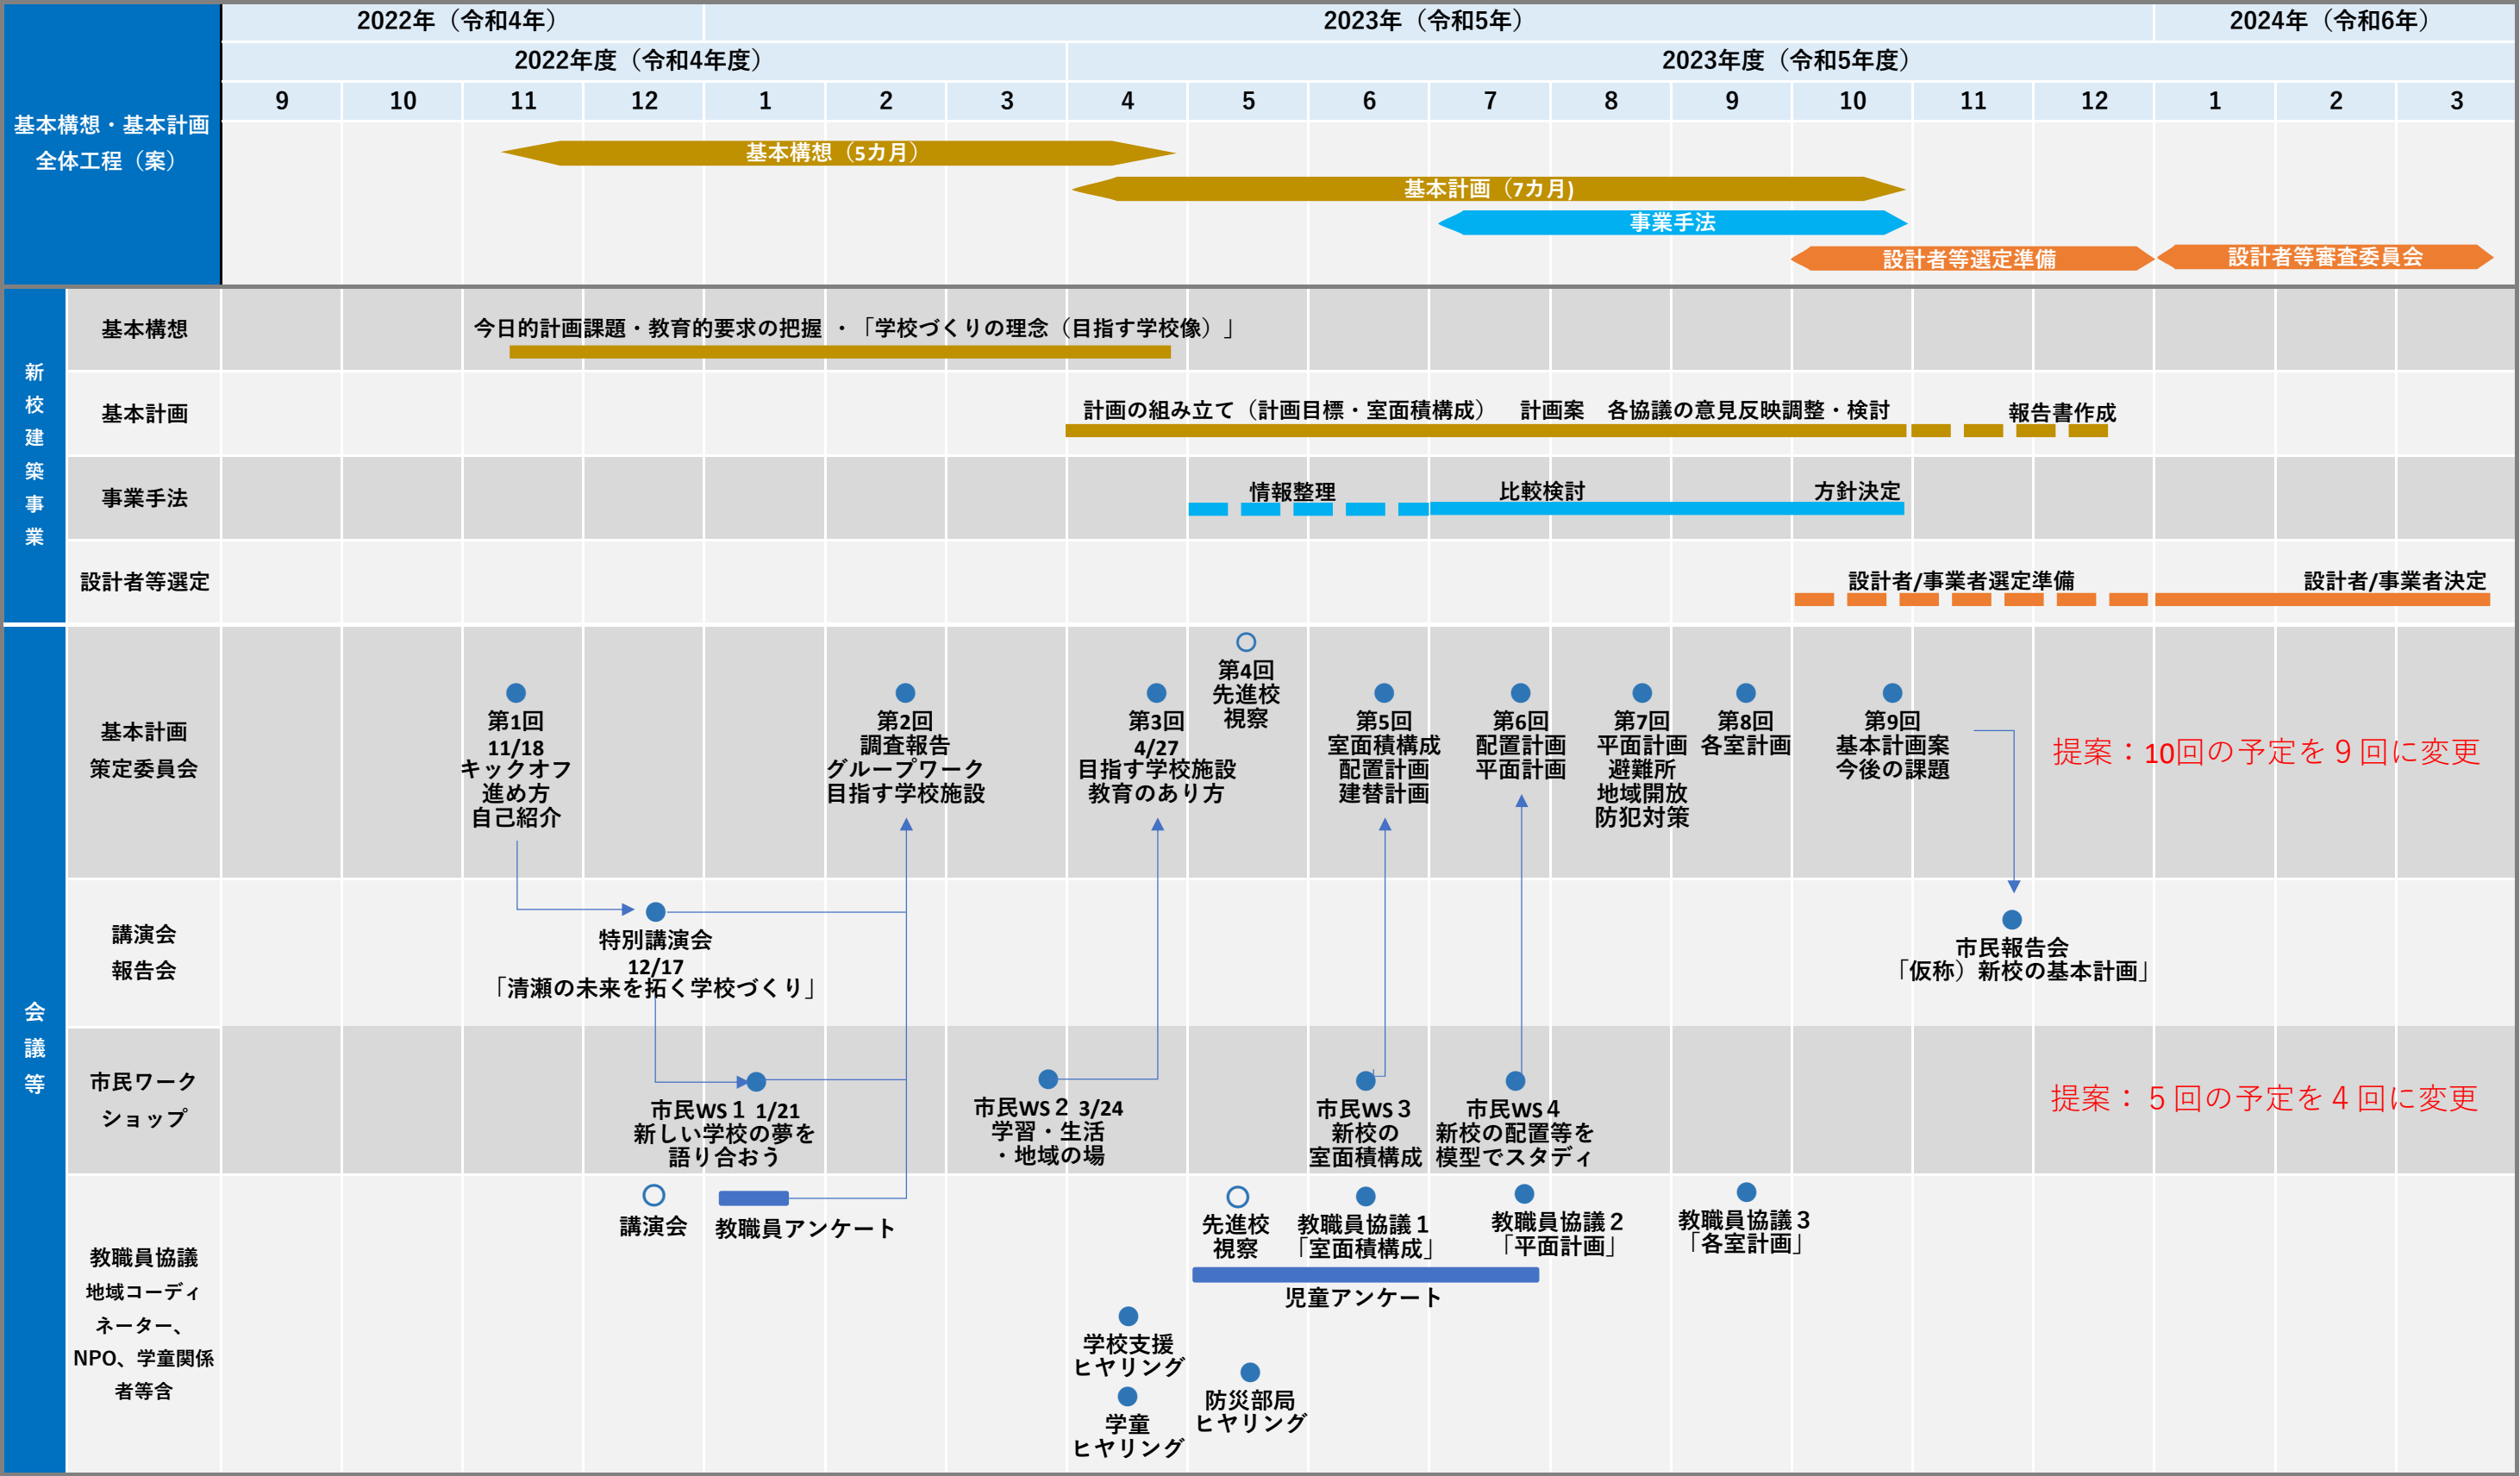 基本構想・基本計画
全体工程（案）
2022年（令和4年）
2023年（令和5年）
2024年（令和6年）
2022年度（令和4年度）
2023年度（令和5年度）
9 10 11 12 1 2 3 4 5 6 7 8 9 10 11 12 1 2 3
基本構想（5カ月）
基本計画（7カ月)
事業手法
設計者等選定準備
設計者等審査委員会
新校建築事業
基本構想
今日的計画課題・教育的要求の把握 ・「学校づくりの理念（目指す学校像）」
基本計画
計画の組み立て（計画目標・室面積構成）　計画案　各協議の意見反映調整・検討
報告書作成
事業手法
情報整理
比較検討
方針決定
設計者等選定
設計者/事業者選定準備
設計者/事業者決定
会議等
基本計画
策定委員会
第1回
11/18
キックオフ
進め方
自己紹介
第2回
調査報告
グループワーク
目指す学校施設
第3回
4/27
目指す学校施設
教育のあり方
第4回
先進校
視察
第5回
室面積構成
配置計画
建替計画
第6回
配置計画
平面計画
第7回
平面計画
避難所
地域開放
防犯対策
第8回
各室計画
第9回
基本計画案
今後の課題
提案：10回の予定を９回に変更
講演会
報告会
特別講演会
12/17
「清瀬の未来を拓く学校づくり」
市民報告会
「仮称）新校の基本計画」
市民ワーク
ショップ
市民WS１ 1/21
新しい学校の夢を
語り合おう
市民WS２ 3/24
学習・生活
・地域の場
市民WS３
新校の
室面積構成
市民WS４
新校の配置等を
模型でスタディ
提案：５回の予定を４回に変更
教職員協議
地域コーディ
ネーター、
NPO、学童関係
者等含
講演会
教職員アンケート
先進校
視察
教職員協議１
「室面積構成」
教職員協議２
「平面計画」
教職員協議３
「各室計画」
児童アンケート
学校支援
ヒヤリング
学童
ヒヤリング
防災部局
ヒヤリング